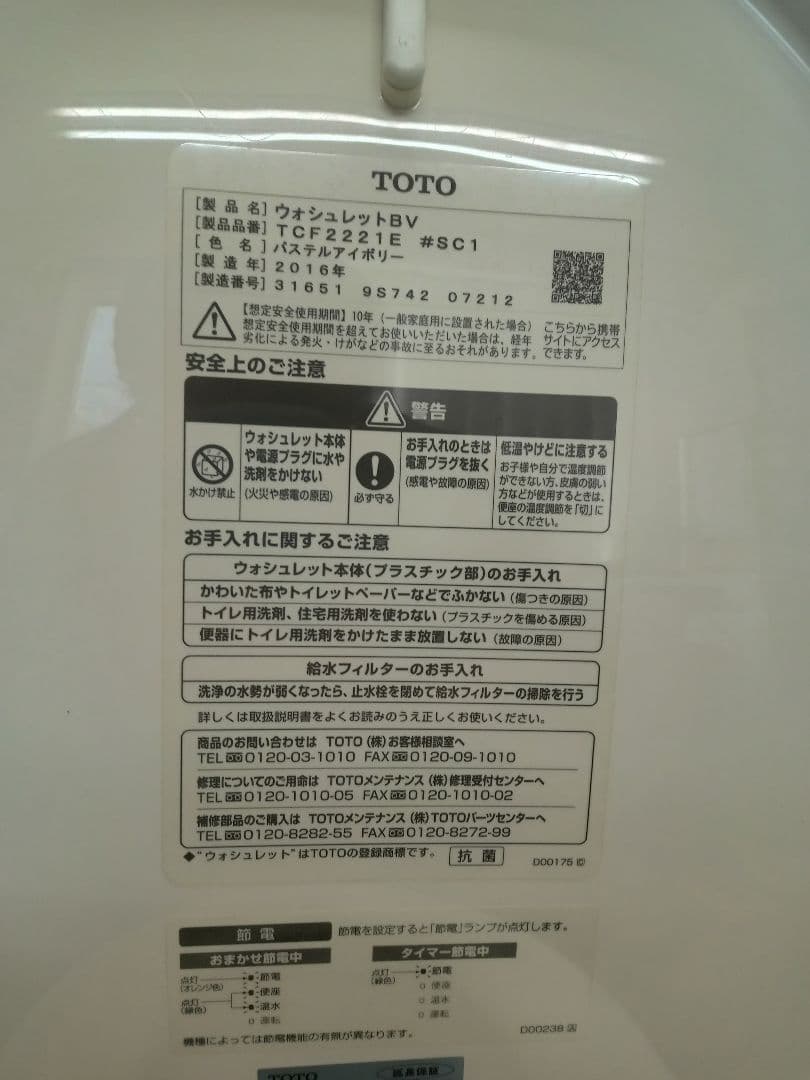 TOTO
[製品名] ウォシュレットBV
[製品品番] TCF2221E #SC1
[色名] パステルアイボリー
[製造年] 2016年
[製造番号] 31651 9S742 07212
【想定安全使用期間】10年(一般家庭用に設置された場合)
想定安全使用期間を超えてお使いいただいた場合は、経年
劣化による発火・けがなどの事故に至るおそれがあります。
こちらから携帯
サイトにアクセス
できます。
安全上のご注意
警告
水かけ禁止
ウォシュレット本体
や電源プラグに水や
洗剤をかけない
(火災や感電の原因)
必ず守る
お手入れのときは
電源プラグを抜く
(感電や故障の原因)
低温やけどに注意する
お子様や自分で温度調節
ができない方、皮膚の弱い
方などが使用するときは、
便座の温度調節を「切」に
してください。
お手入れに関するご注意
ウォシュレット本体(プラスチック部)のお手入れ
かわいた布やトイレットペーパーなどでふかない(傷つきの原因)
トイレ用洗剤、住宅用洗剤を使わない(プラスチックを傷める原因)
便器にトイレ用洗剤をかけたまま放置しない(故障の原因)
給水フィルターのお手入れ
洗浄の水勢が弱くなったら、止水栓を閉めて給水フィルターの掃除を行う
詳しくは取扱説明書をよくお読みのうえ正しくお使いください。
商品のお問い合わせは TOTO(株)お客様相談室へ
TEL 0120-03-1010 FAX 0120-09-1010
修理についてのご用命は TOTOメンテナンス(株)修理受付センターへ
TEL 0120-1010-05 FAX 0120-1010-02
補修部品のご購入は TOTOメンテナンス(株)TOTOパーツセンターへ
TEL 0120-8282-55 FAX 0120-8272-99
◆"ウォシュレット"はTOTOの登録商標です。 抗菌
D00175
節電 節電を設定すると「節電」ランプが点灯します。
おまかせ節電中
点灯
(オレンジ色)
点灯
(緑色)
節電
便座
温水
運転
タイマー節電中
点灯
(緑色)
節電
便座
温水
運転
機種によっては節電機能の有無が異なります。
D00238
TOTO